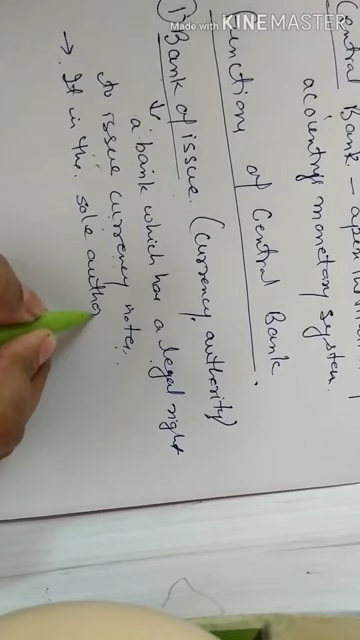 Made with KINEMASTER
Central Bank – apex
a country's monetary system.
Function of Central Bank.
① Bank of issue. (Currency authority)
↓
a bank which has a legal right
to issue currency notes.
→ It is the sole autho